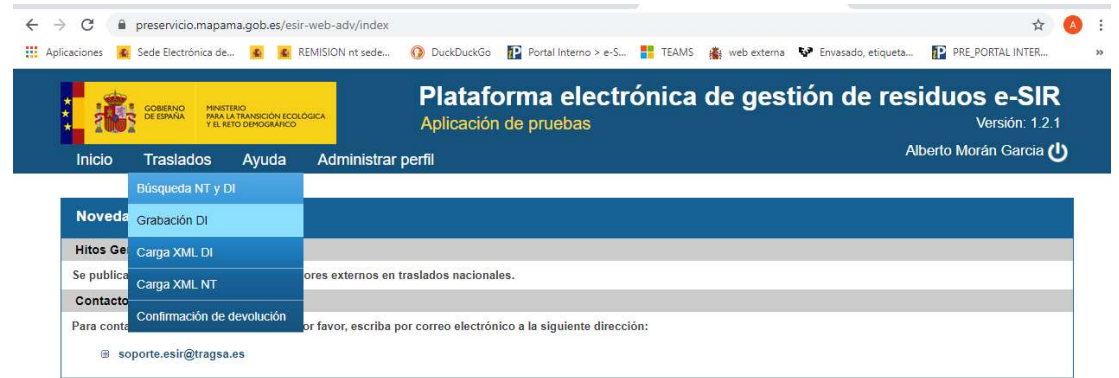 preservicio.mapama.gob.es/esir-web-adv/index
A
Aplicaciones Sede Electrónica de... REMISION nt sede... DuckDuckGo Portal Interno > e-S... TEAMS web externa Envasado, etiqueta... PRE_PORTAL INTER... »
GOBIERNO DE ESPAÑA
MINISTERIO PARA LA TRANSICIÓN ECOLÓGICA Y EL RETO DEMOGRÁFICO
Plataforma electrónica de gestión de residuos e-SIR
Aplicación de pruebas
Versión: 1.2.1
Alberto Morán Garcia
Inicio Traslados Ayuda Administrar perfil
Búsqueda NT y DI
Grabación DI
Carga XML DI
Carga XML NT
Confirmación de devolución
Noveda
Hitos Ge
Se publica ores externos en traslados nacionales.
Contacto
Para conta or favor, escriba por correo electrónico a la siguiente dirección:
soporte.esir@tragsa.es